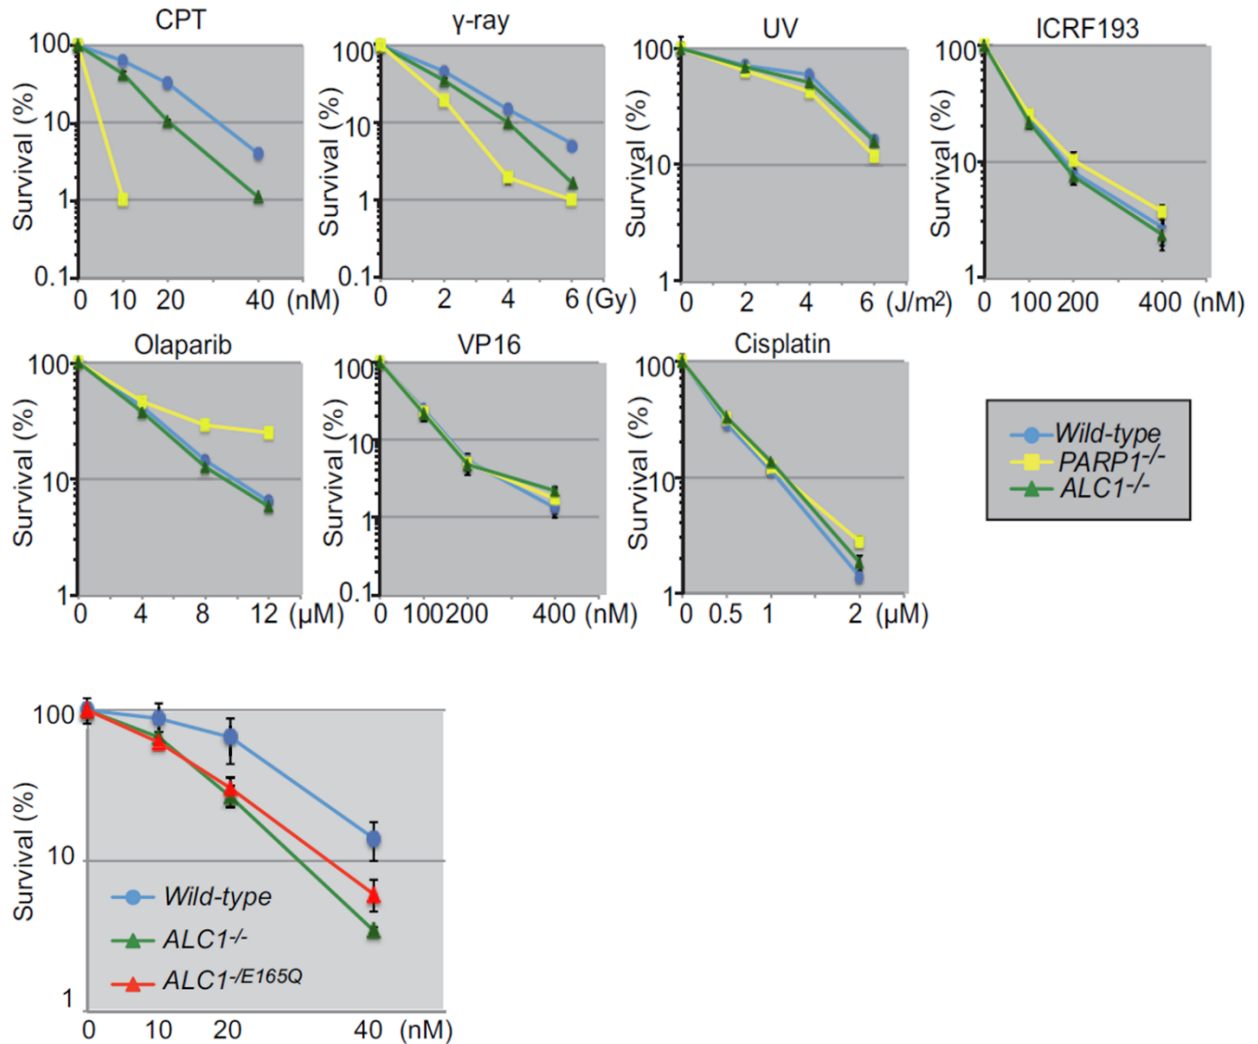 CPT
Survival (%)
100
10
1
0.1
0 10 20 40 (nM)
γ-ray
Survival (%)
100
10
1
0.1
0 2 4 6 (Gy)
UV
Survival (%)
100
10
1
0 2 4 6 (J/m²)
ICRF193
Survival (%)
100
10
1
0 100 200 400 (nM)
Olaparib
Survival (%)
100
10
1
0 4 8 12 (μM)
VP16
Survival (%)
100
10
1
0.1
0 100 200 400 (nM)
Cisplatin
Survival (%)
100
10
1
0 0.5 1 2 (μM)
Wild-type
PARP1-/-
ALC1-/-
Survival (%)
100
10
1
Wild-type
ALC1-/-
ALC1-/E165Q
0 10 20 40 (nM)